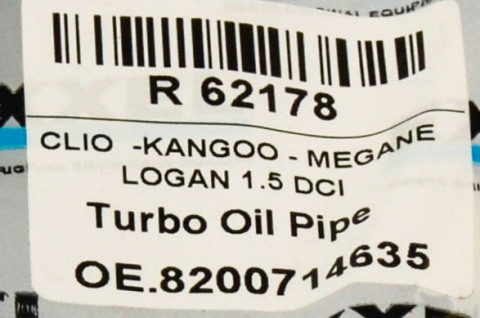 R 62178
CLIO -KANGOO - MEGANE
LOGAN 1.5 DCI
Turbo Oil Pipe
OE.8200714635